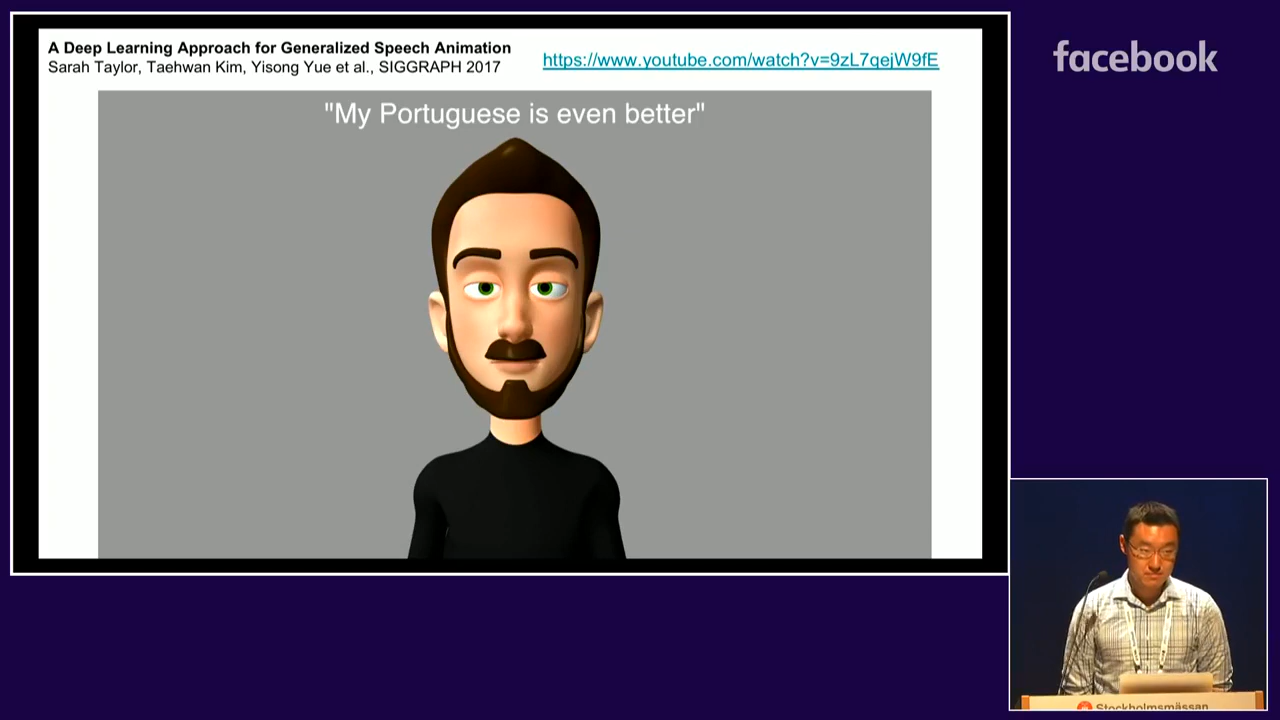 A Deep Learning Approach for Generalized Speech Animation
Sarah Taylor, Taehwan Kim, Yisong Yue et al., SIGGRAPH 2017
https://www.youtube.com/watch?v=9zL7qejW9fE
"My Portuguese is even better"
facebook
Stockholmsmässan